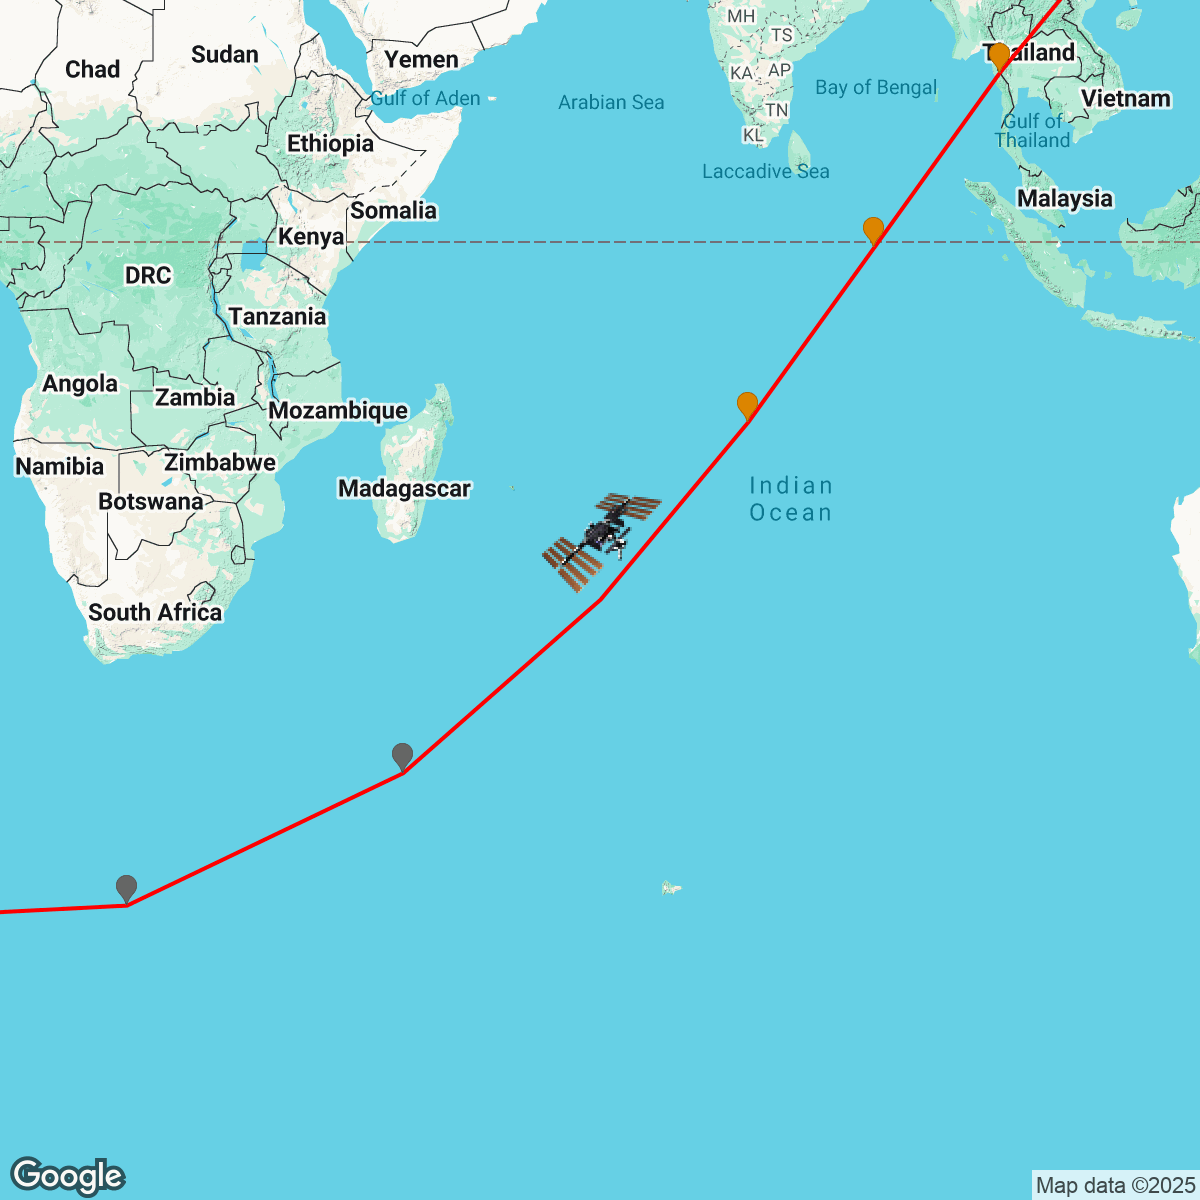 MH
TS
Sudan
Thailand
Yemen
Chad
KA
AP
Bay of Bengal
Gulf of Aden
Arabian Sea
Vietnam
TN
Gulf of
Thailand
KL
Ethiopia
Laccadive Sea
Malaysia
Somalia
Kenya
DRC
Tanzania
Angola
Zambia
Mozambique
Namibia
Zimbabwe
Madagascar
Indian
Ocean
Botswana
South Africa
Google
Map data ©2025